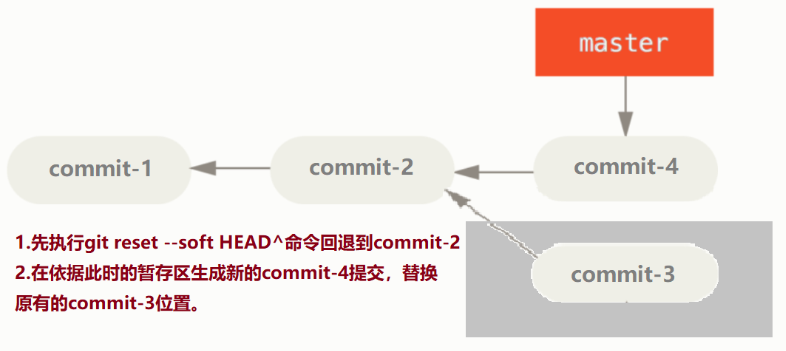 master
commit-1
commit-2
commit-4
1.先执行git reset --soft HEAD^命令回退到commit-2
2.在依据此时的暂存区生成新的commit-4提交，替换
原有的commit-3位置。
commit-3